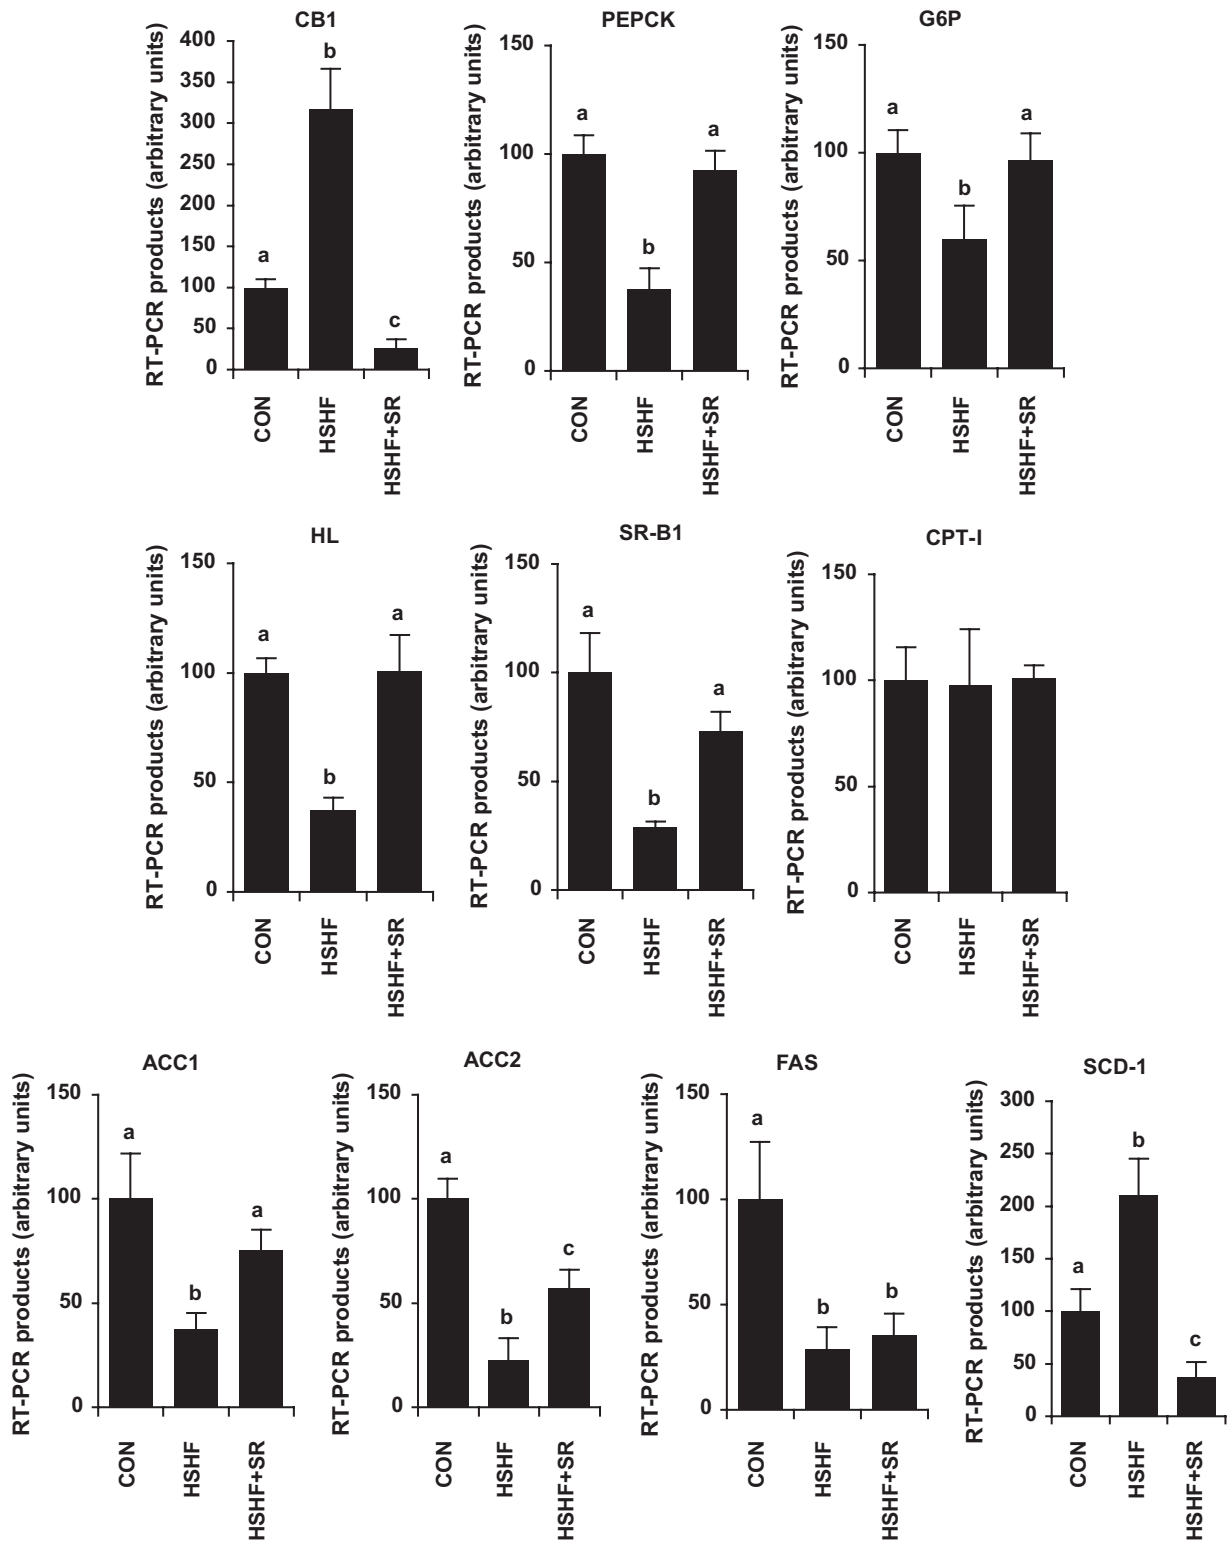 CB1
RT-PCR products (arbitrary units)
400
350
300
250
200
150
100
50
0
a
b
c
CON
HSHF
HSHF+SR
PEPCK
RT-PCR products (arbitrary units)
150
100
50
0
a
b
a
CON
HSHF
HSHF+SR
G6P
RT-PCR products (arbitrary units)
150
100
50
0
a
b
a
CON
HSHF
HSHF+SR
HL
RT-PCR products (arbitrary units)
150
100
50
0
a
b
a
CON
HSHF
HSHF+SR
SR-B1
RT-PCR products (arbitrary units)
150
100
50
0
a
b
a
CON
HSHF
HSHF+SR
CPT-I
RT-PCR products (arbitrary units)
150
100
50
0
CON
HSHF
HSHF+SR
ACC1
RT-PCR products (arbitrary units)
150
100
50
0
a
b
a
CON
HSHF
HSHF+SR
ACC2
RT-PCR products (arbitrary units)
150
100
50
0
a
b
c
CON
HSHF
HSHF+SR
FAS
RT-PCR products (arbitrary units)
150
100
50
0
a
b
b
CON
HSHF
HSHF+SR
SCD-1
RT-PCR products (arbitrary units)
300
250
200
150
100
50
0
a
b
c
CON
HSHF
HSHF+SR